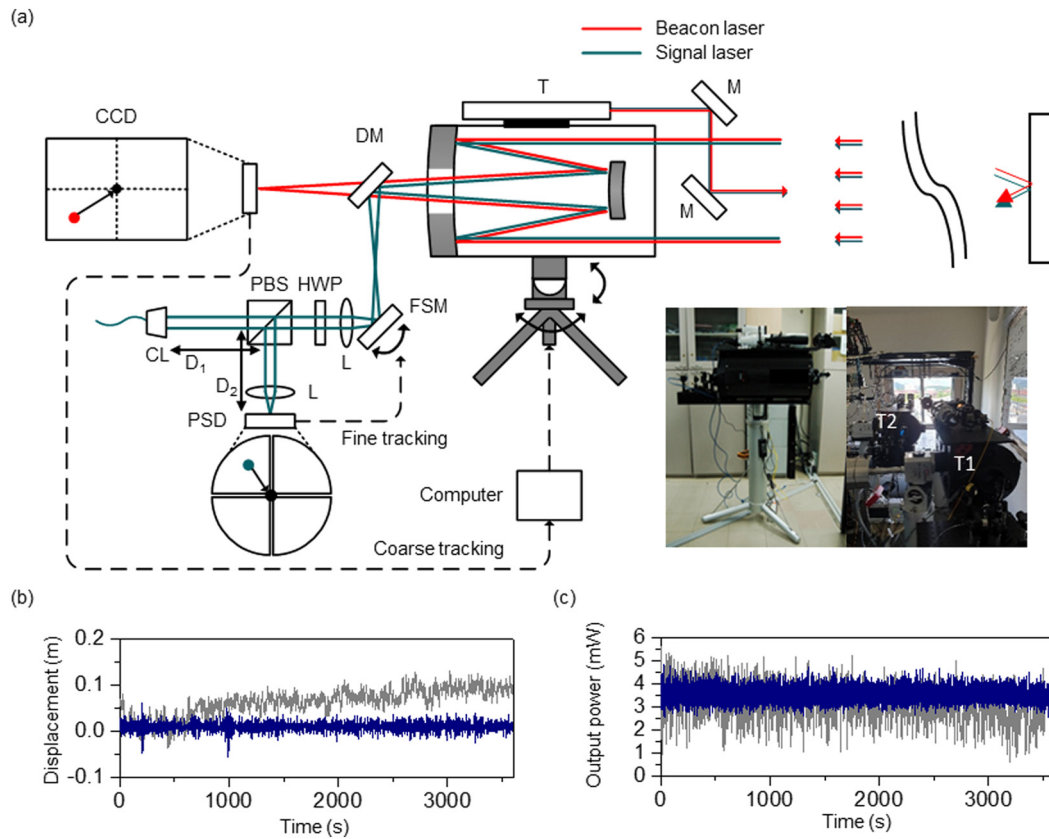 (a)
Beacon laser
Signal laser
T
M
CCD
DM
M
PBS
HWP
FSM
CL
D1
L
D2
L
PSD
Fine tracking
T2
T1
Computer
Coarse tracking
(b)
(c)
0.2
0.1
0.0
-0.1
Displacement (m)
0
1000
2000
3000
Time (s)
6
5
4
3
2
1
0
Output power (mW)
0
1000
2000
3000
Time (s)